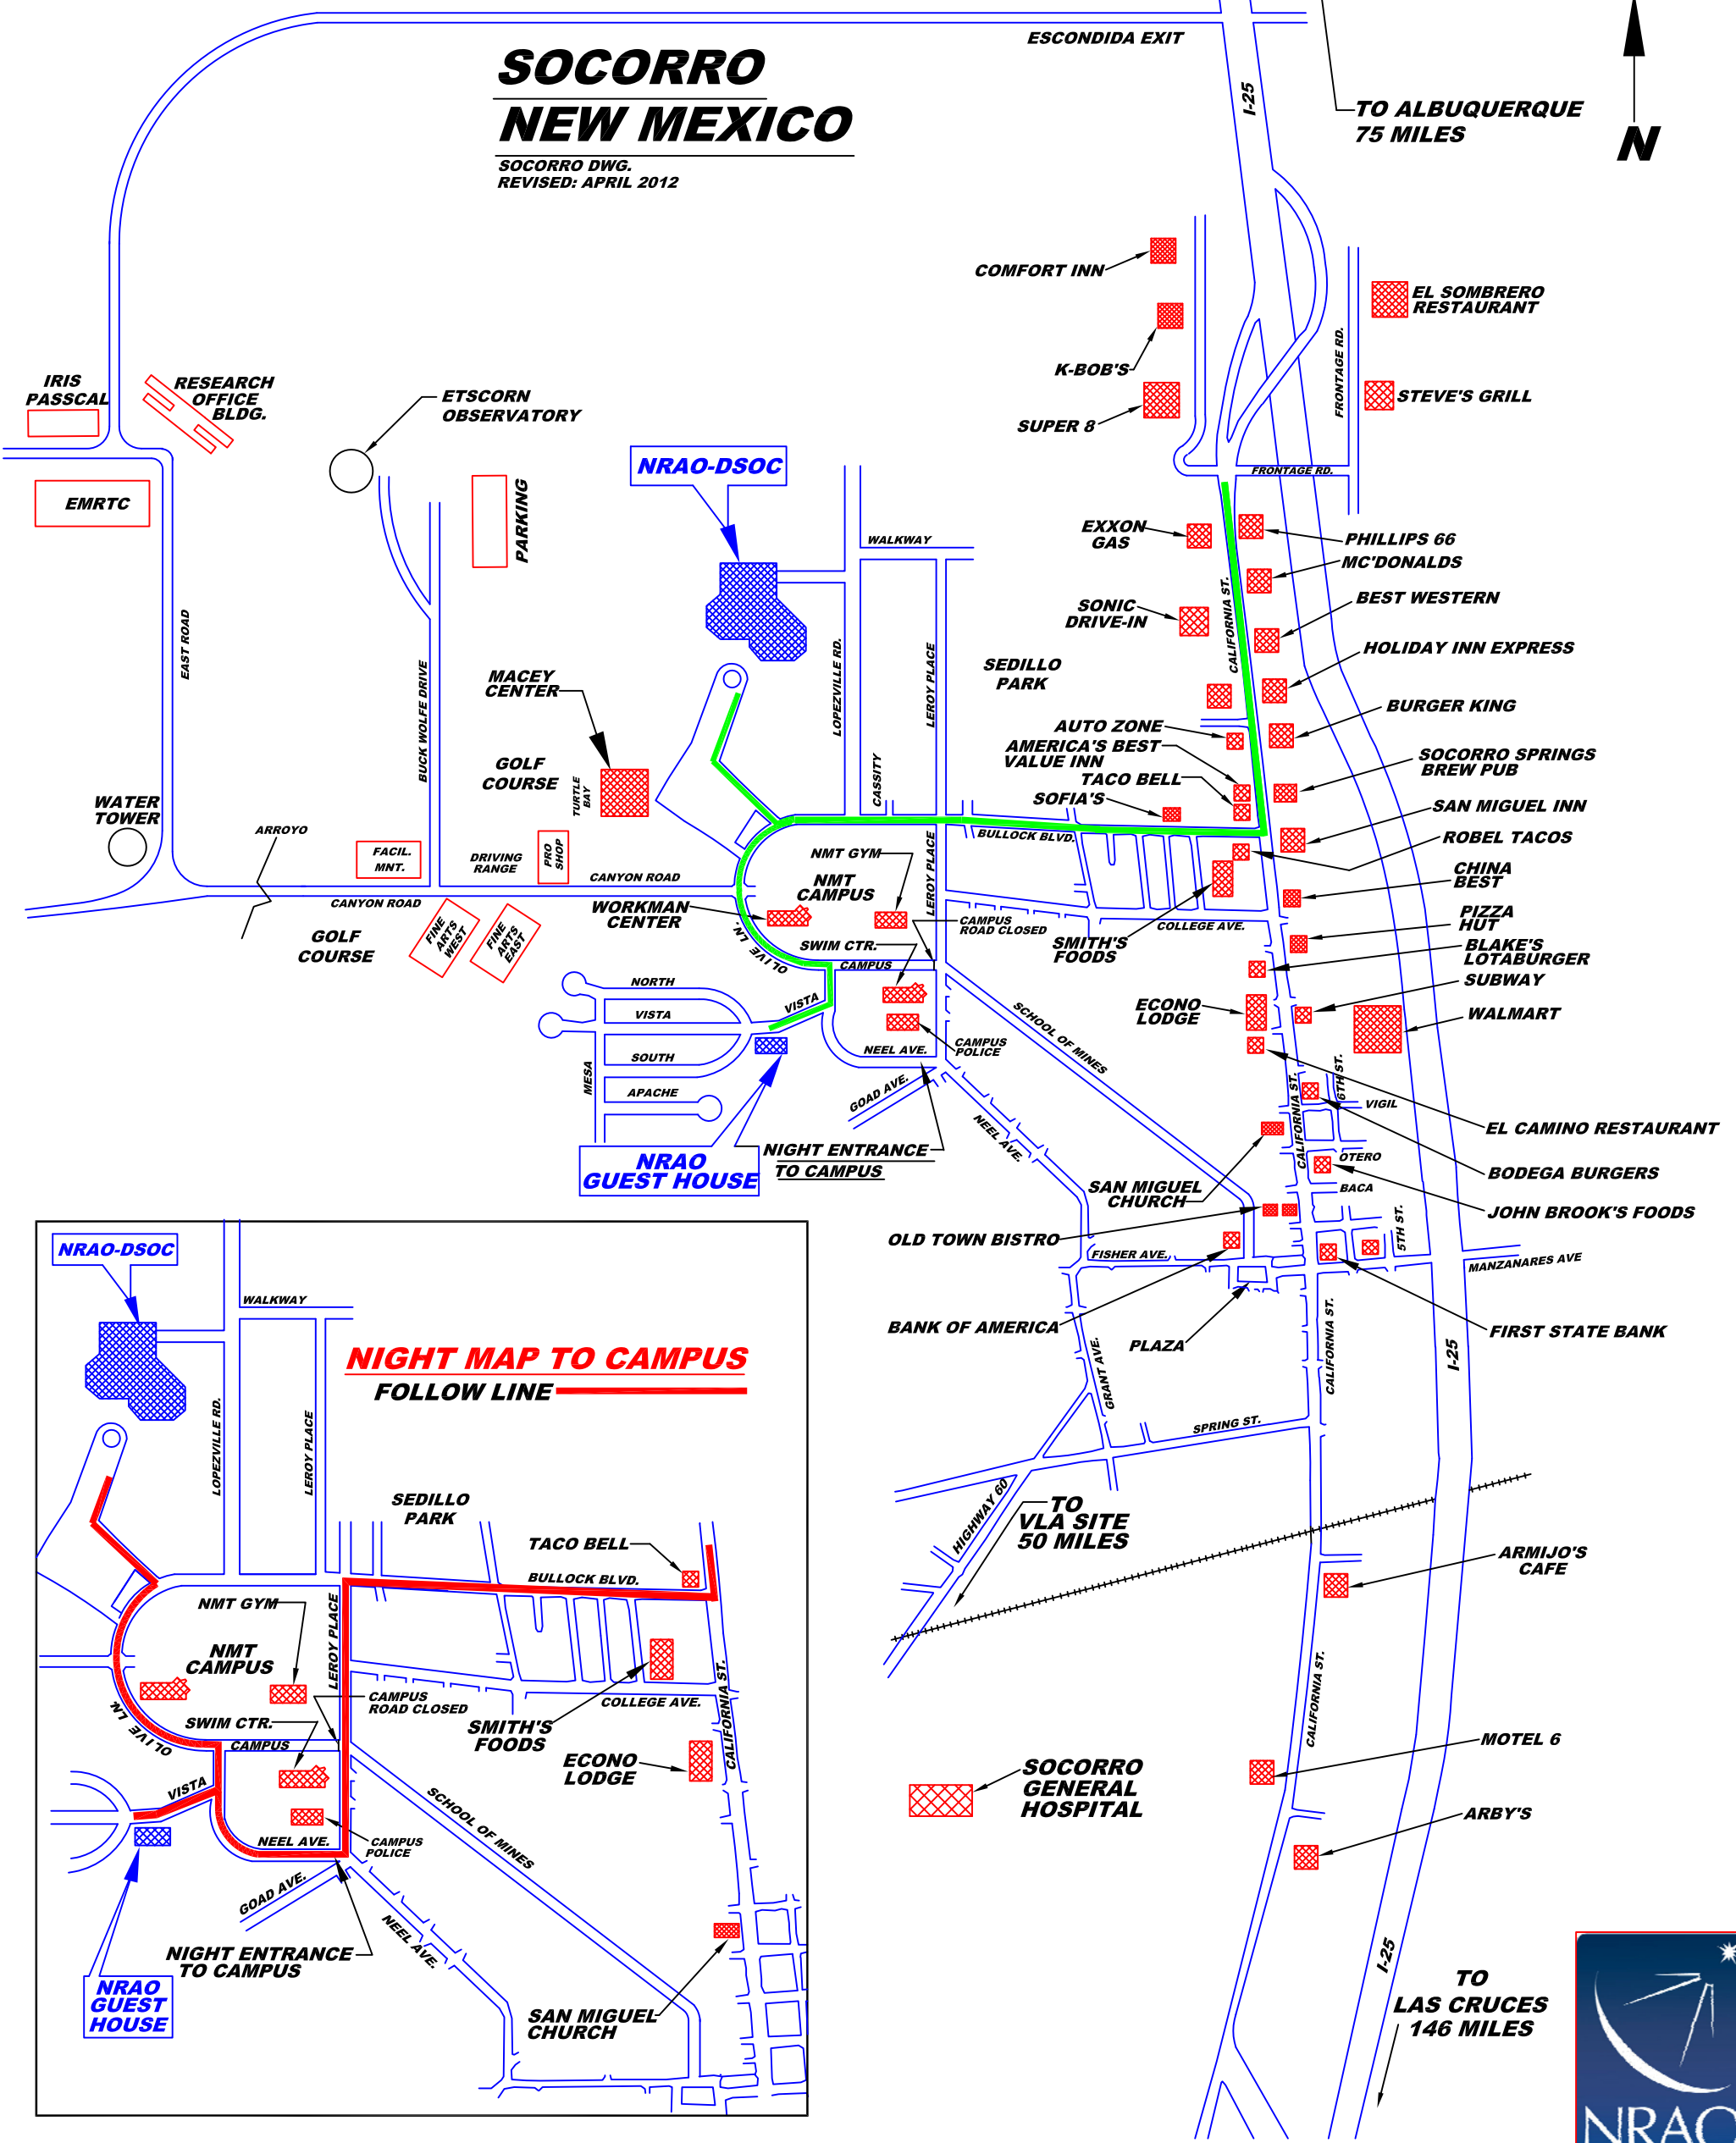 ESCONDIDA EXIT
SOCORRO
NEW MEXICO
SOCORRO DWG.
REVISED: APRIL 2012
I-25
TO ALBUQUERQUE
75 MILES
N
COMFORT INN
K-BOB'S
SUPER 8
EL SOMBRERO
RESTAURANT
FRONTAGE RD.
STEVE'S GRILL
FRONTAGE RD.
IRIS
PASSCAL
RESEARCH
OFFICE
BLDG.
ETSCORN
OBSERVATORY
EMRTC
PARKING
NRAO-DSOC
WALKWAY
EXXON
GAS
PHILLIPS 66
MC'DONALDS
SONIC
DRIVE-IN
CALIFORNIA ST.
BEST WESTERN
HOLIDAY INN EXPRESS
EAST ROAD
BUCK WOLFE DRIVE
MACEY
CENTER
LOPEZVILLE RD.
LEROY PLACE
SEDILLO
PARK
BURGER KING
AUTO ZONE
AMERICA'S BEST
VALUE INN
TACO BELL
SOFIA'S
SOCORRO SPRINGS
BREW PUB
SAN MIGUEL INN
ROBEL TACOS
GOLF
COURSE
TURTLE
BAY
CASSITY
WATER
TOWER
ARROYO
FACIL.
MNT.
DRIVING
RANGE
PRO
SHOP
BULLOCK BLVD.
NMT GYM
NMT
CAMPUS
LEROY PLACE
CANYON ROAD
CANYON ROAD
WORKMAN
CENTER
CAMPUS
ROAD CLOSED
COLLEGE AVE.
CHINA
BEST
PIZZA
HUT
BLAKE'S
LOTABURGER
SUBWAY
WALMART
GOLF
COURSE
FINE
ARTS
WEST
FINE
ARTS
EAST
OLIVE LN.
SWIM CTR.
CAMPUS
SMITH'S
FOODS
ECONO
LODGE
NORTH
VISTA
SOUTH
APACHE
MESA
VISTA
NEEL AVE.
CAMPUS
POLICE
SCHOOL OF MINES
GOAD AVE.
NEEL AVE.
NIGHT ENTRANCE
TO CAMPUS
NRAO
GUEST HOUSE
CALIFORNIA ST.
6TH ST.
VIGIL
OTERO
BACA
5TH ST.
EL CAMINO RESTAURANT
BODEGA BURGERS
JOHN BROOK'S FOODS
SAN MIGUEL
CHURCH
OLD TOWN BISTRO
FISHER AVE.
MANZANARES AVE
BANK OF AMERICA
PLAZA
FIRST STATE BANK
CALIFORNIA ST.
I-25
GRANT AVE.
SPRING ST.
HIGHWAY 60
TO
VLA SITE
50 MILES
ARMIJO'S
CAFE
CALIFORNIA ST.
MOTEL 6
SOCORRO
GENERAL
HOSPITAL
ARBY'S
I-25
TO
LAS CRUCES
146 MILES
NRAO
NRAO-DSOC
WALKWAY
NIGHT MAP TO CAMPUS
FOLLOW LINE
LOPEZVILLE RD.
LEROY PLACE
SEDILLO
PARK
TACO BELL
BULLOCK BLVD.
NMT GYM
NMT
CAMPUS
LEROY PLACE
CAMPUS
ROAD CLOSED
COLLEGE AVE.
SMITH'S
FOODS
CALIFORNIA ST.
OLIVE LN.
SWIM CTR.
CAMPUS
ECONO
LODGE
VISTA
NEEL AVE.
CAMPUS
POLICE
SCHOOL OF MINES
GOAD AVE.
NEEL AVE.
NIGHT ENTRANCE
TO CAMPUS
NRAO
GUEST
HOUSE
SAN MIGUEL
CHURCH